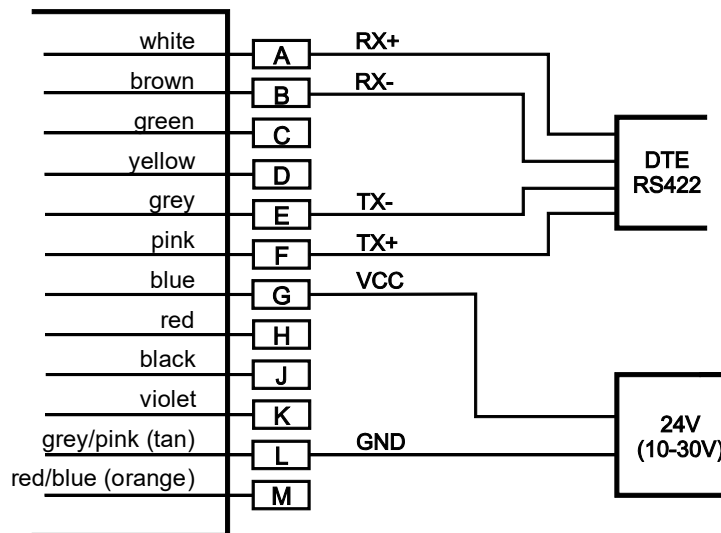 white A RX+
brown B RX-
green C
yellow D
grey E TX-
pink F TX+
blue G VCC
red H
black J
violet K
grey/pink (tan) L GND
red/blue (orange) M
DTE
RS422
24V
(10-30V)